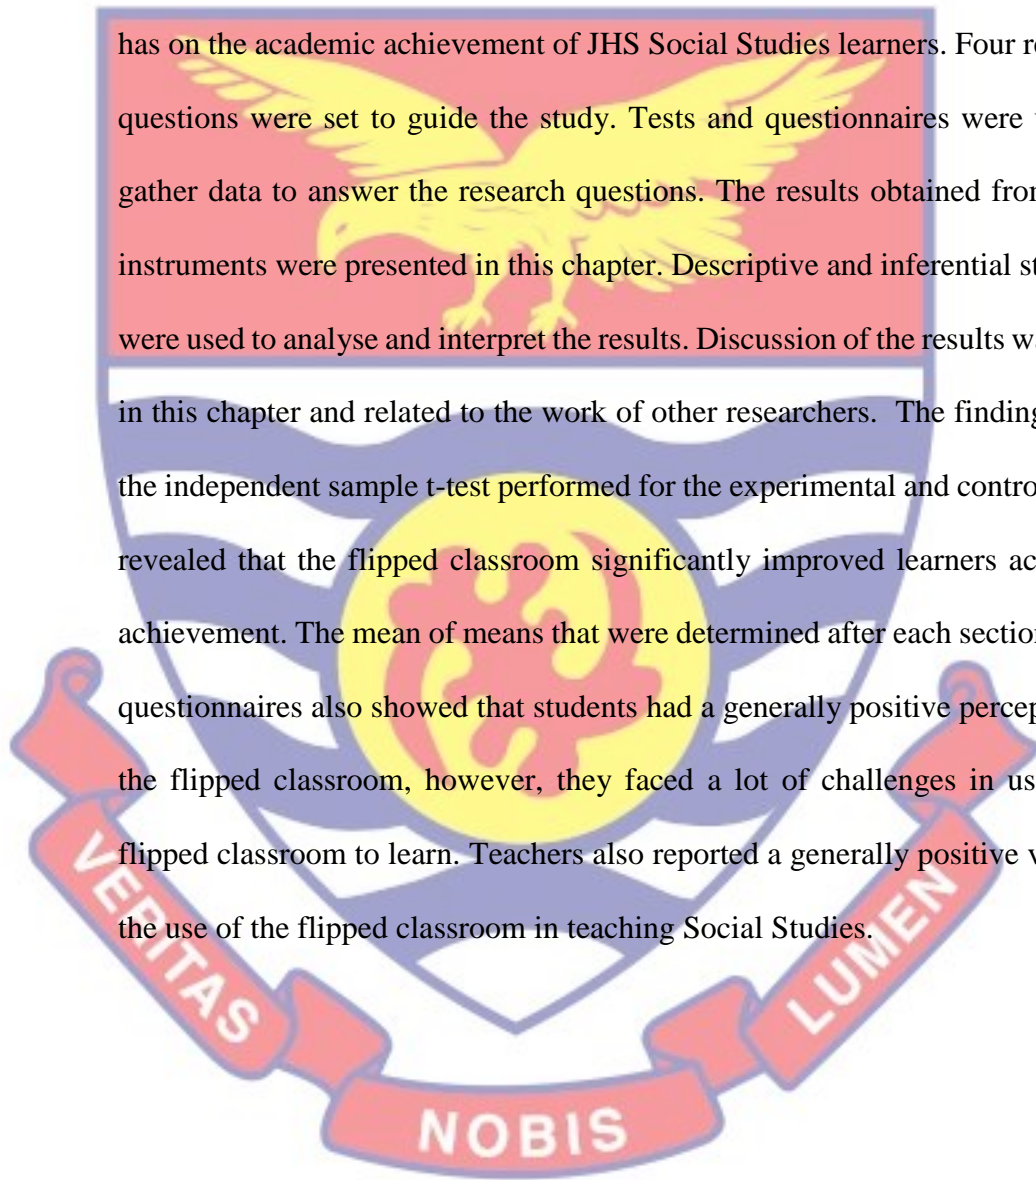 has on the academic achievement of JHS Social Studies learners. Four re
questions were set to guide the study. Tests and questionnaires were
gather data to answer the research questions. The results obtained from
instruments were presented in this chapter. Descriptive and inferential st
were used to analyse and interpret the results. Discussion of the results wa
in this chapter and related to the work of other researchers. The finding
the independent sample t-test performed for the experimental and contro
revealed that the flipped classroom significantly improved learners ac
achievement. The mean of means that were determined after each section
questionnaires also showed that students had a generally positive percep
the flipped classroom, however, they faced a lot of challenges in us
flipped classroom to learn. Teachers also reported a generally positive v
the use of the flipped classroom in teaching Social Studies.
VERITAS
NOBIS
LUMEN